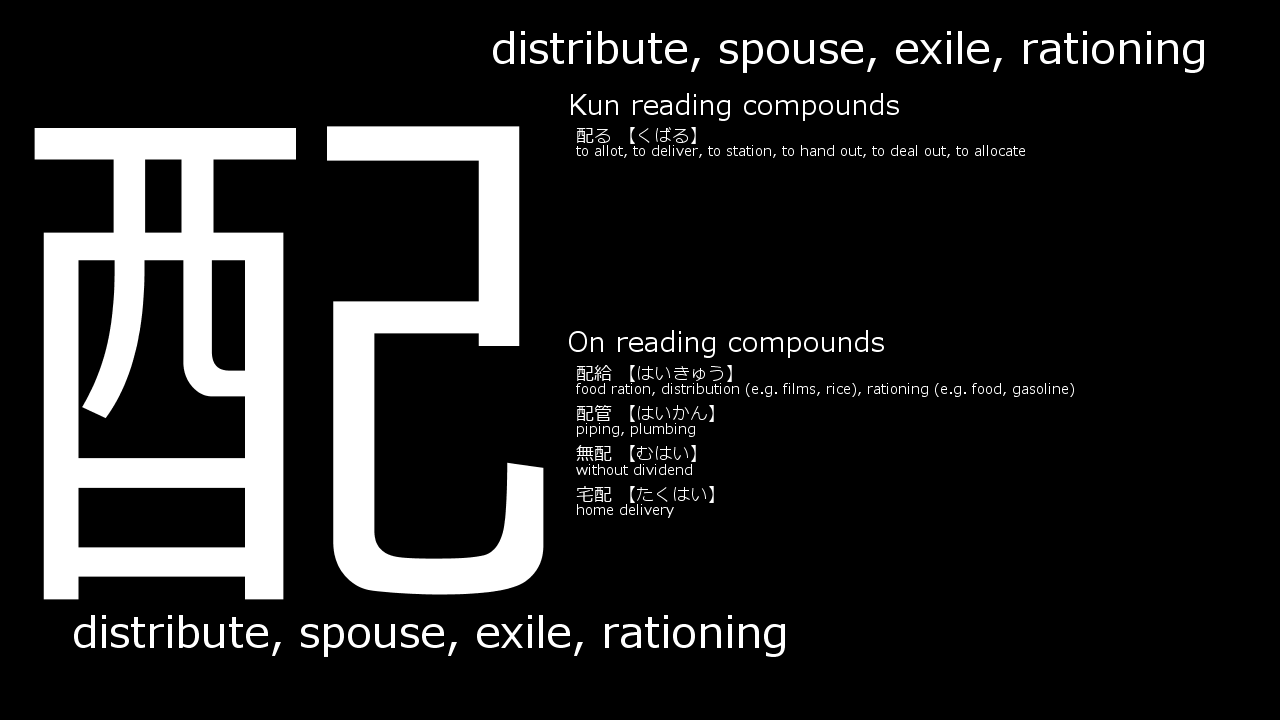 distribute, spouse, exile, rationing
配
Kun reading compounds
配る 【くばる】
to allot, to deliver, to station, to hand out, to deal out, to allocate
On reading compounds
配給 【はいきゅう】
food ration, distribution (e.g. films, rice), rationing (e.g. food, gasoline)
配管 【はいかん】
piping, plumbing
無配 【むはい】
without dividend
宅配 【たくはい】
home delivery
distribute, spouse, exile, rationing